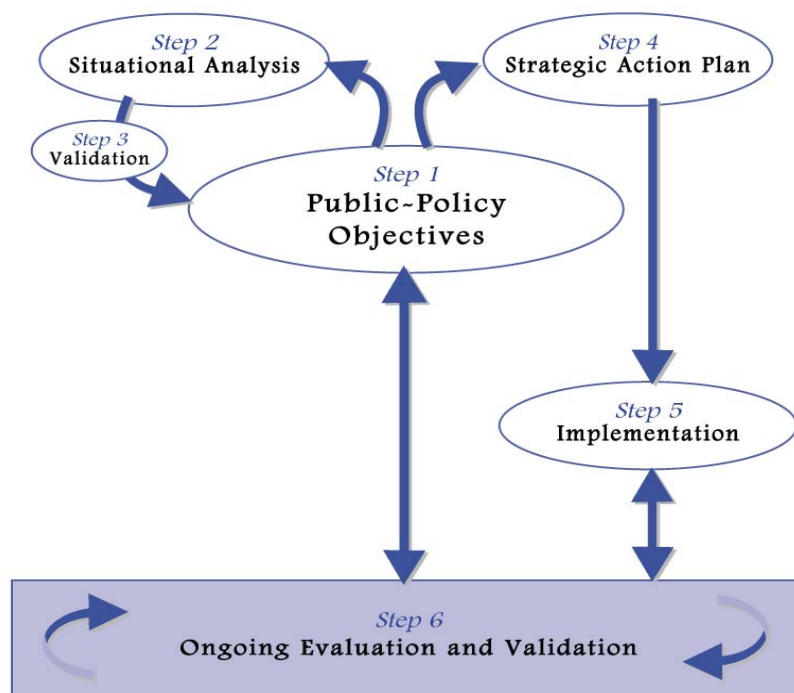 Step 2
Situational Analysis
Step 4
Strategic Action Plan
Step 3
Validation
Step 1
Public-Policy
Objectives
Step 5
Implementation
Step 6
Ongoing Evaluation and Validation